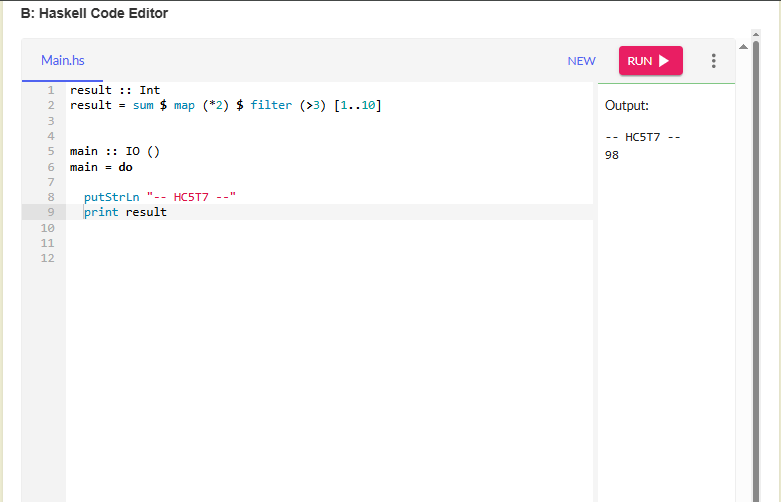 B: Haskell Code Editor
Main.hs NEW RUN
1 result :: Int
2 result = sum $ map (*2) $ filter (>3) [1..10]
3
4
5 main :: IO ()
6 main = do
7
8   putStrLn "-- HC5T7 --"
9   print result
10
11
12
Output:
-- HC5T7 --
98